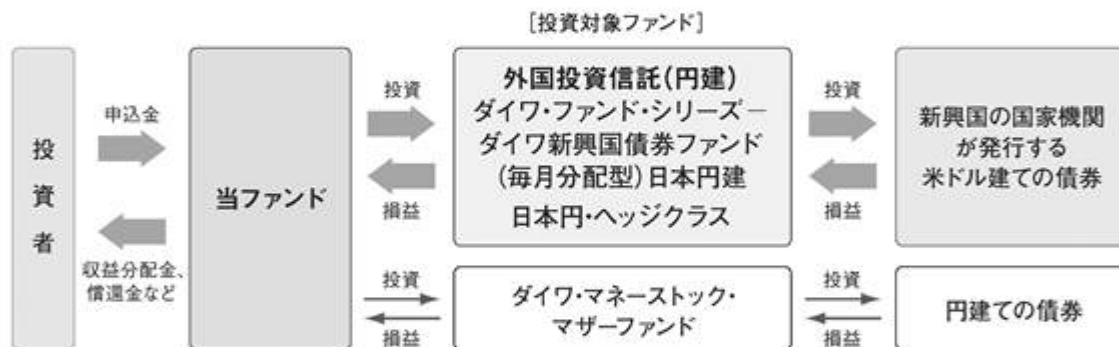 [投資対象ファンド]
投資者
申込金
収益分配金、
償還金など
当ファンド
投資
損益
外国投資信託(円建)
ダイワ・ファンド・シリーズ−
ダイワ新興国債券ファンド
(毎月分配型)日本円建
日本円・ヘッジクラス
投資
損益
新興国の国家機関
が発行する
米ドル建ての債券
投資
損益
ダイワ・マネーストック・
マザーファンド
投資
損益
円建ての債券